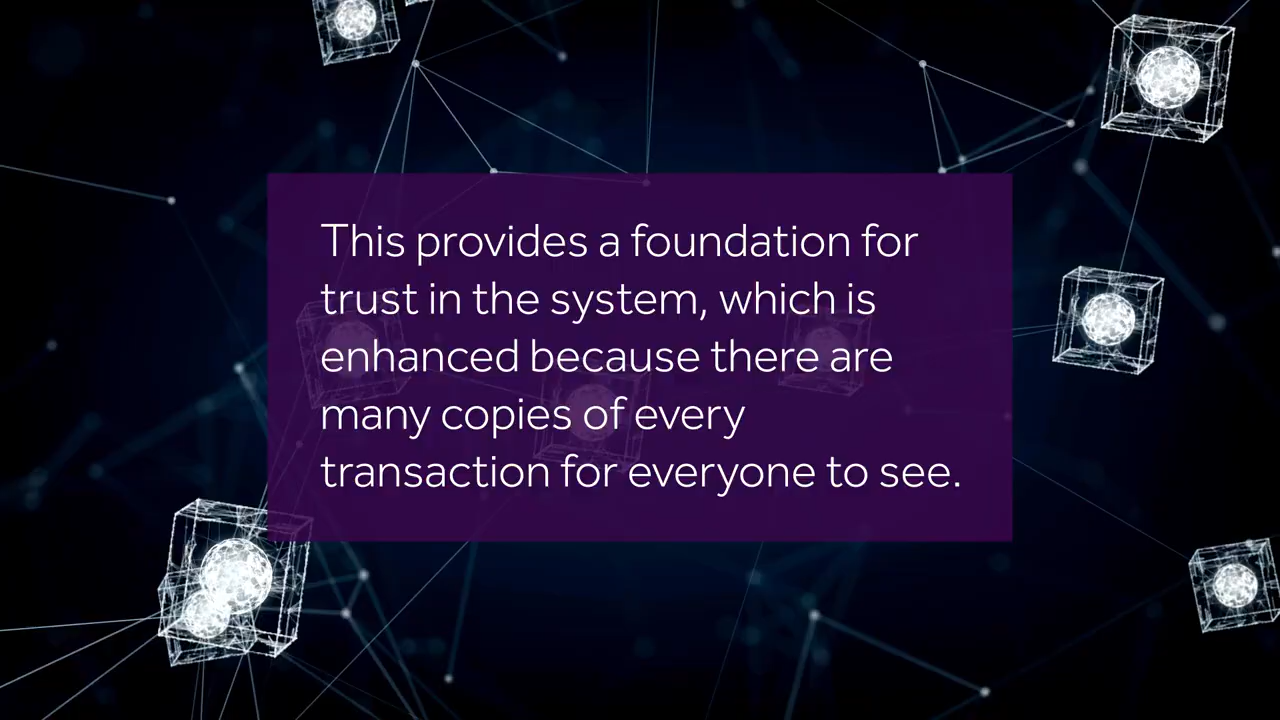 This provides a foundation for
trust in the system, which is
enhanced because there are
many copies of every
transaction for everyone to see.